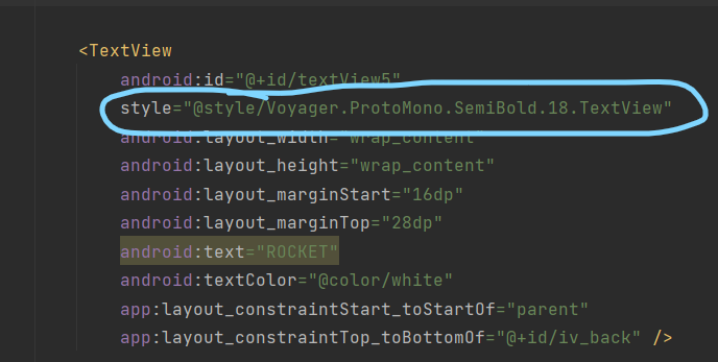 <TextView
android:id="@+id/textView5"
style="@style/Voyager.ProtoMono.SemiBold.18.TextView"
android:layout_width="wrap_content"
android:layout_height="wrap_content"
android:layout_marginStart="16dp"
android:layout_marginTop="28dp"
android:text="ROCKET"
android:textColor="@color/white"
app:layout_constraintStart_toStartOf="parent"
app:layout_constraintTop_toBottomOf="@+id/iv_back" />